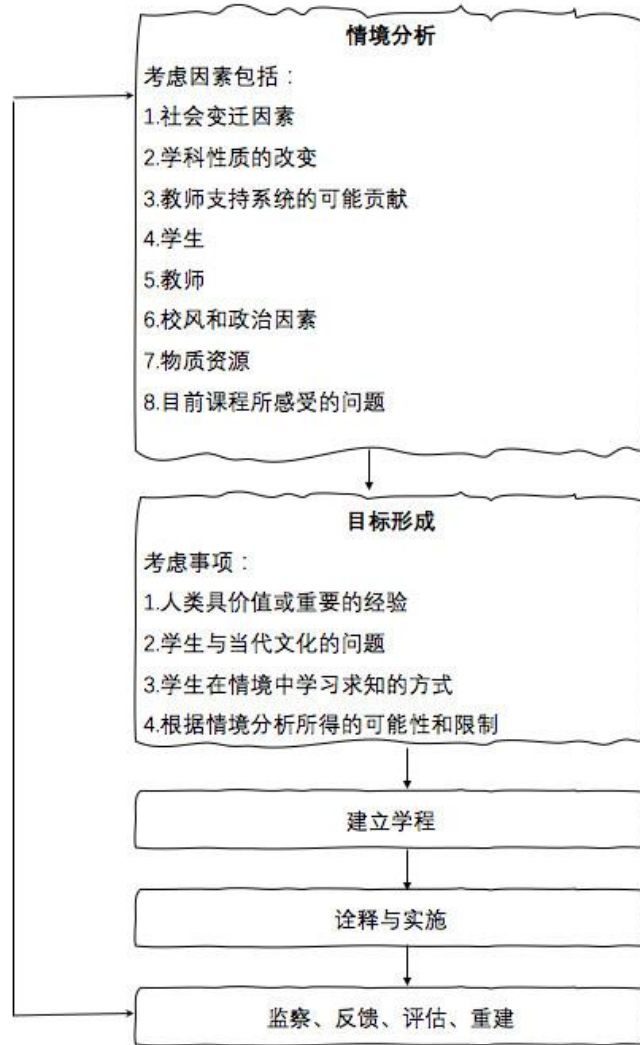 情境分析
考虑因素包括：
1.社会变迁因素
2.学科性质的改变
3.教师支持系统的可能贡献
4.学生
5.教师
6.校风和政治因素
7.物质资源
8.目前课程所感受的问题
目标形成
考虑事项：
1.人类具价值或重要的经验
2.学生与当代文化的问题
3.学生在情境中学习求知的方式
4.根据情境分析所得的可能性和限制
建立学程
诠释与实施
监察、反馈、评估、重建